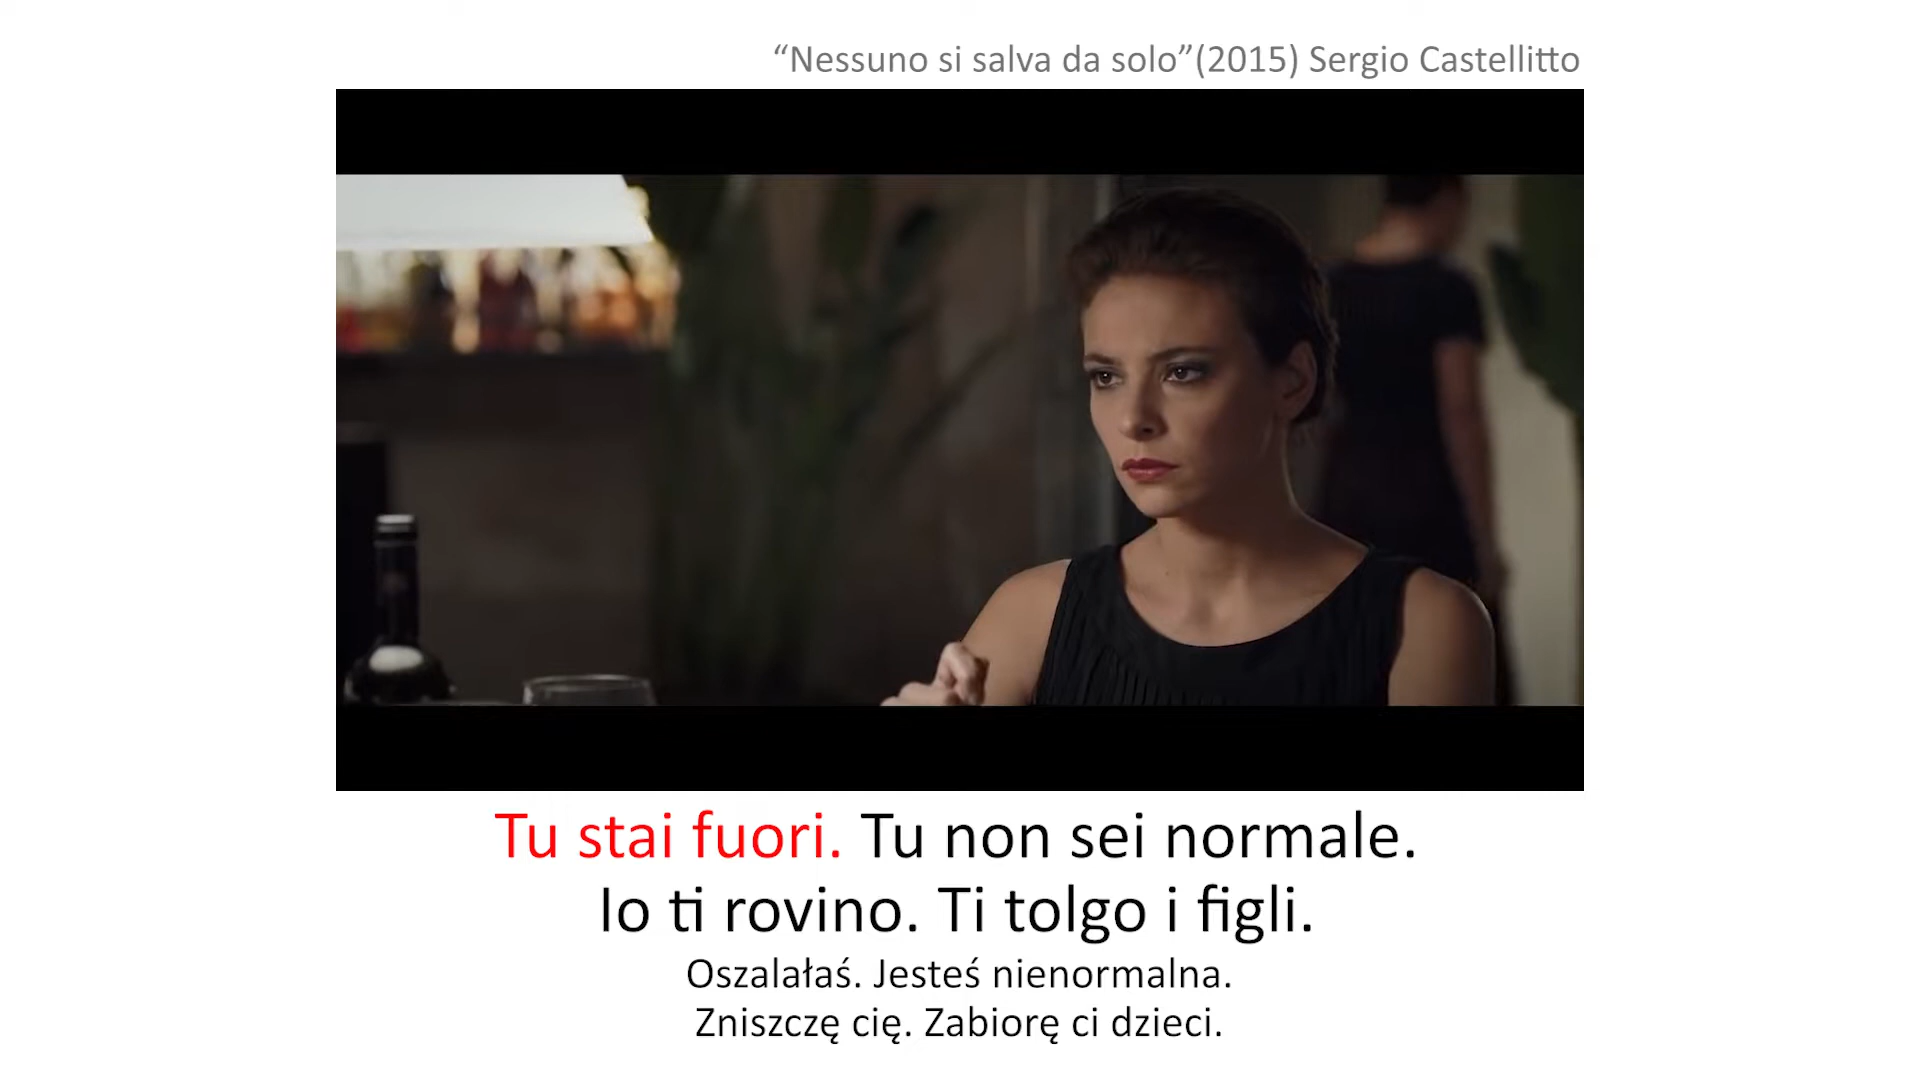 “Nessuno si salva da solo”(2015) Sergio Castellitto
Tu stai fuori. Tu non sei normale.
Io ti rovino. Ti tolgo i figli.
Oszalałaś. Jesteś nienormalna.
Zniszczę cię. Zabiorę ci dzieci.